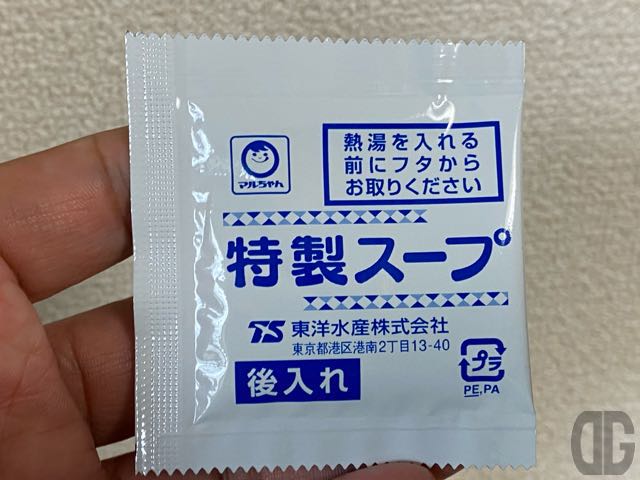 熱湯を入れる
前にフタから
お取りください
マルちゃん
特製スープ
TS 東洋水産株式会社
東京都港区港南2丁目13-40
後入れ
プラ
PE,PA
DG